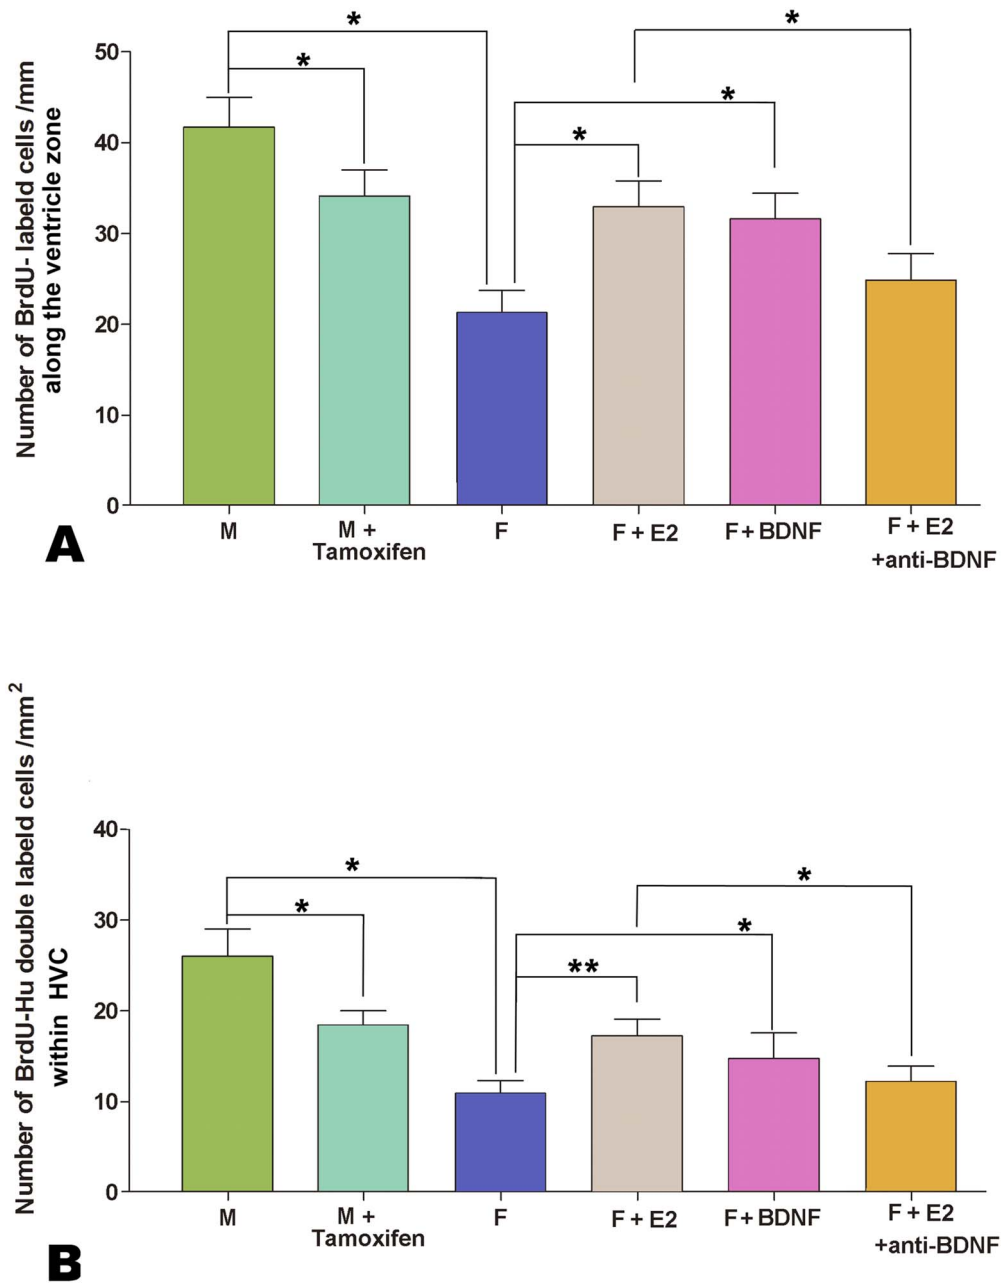 Number of BrdU- labeld cells /mm
along the ventricle zone
50
40
30
20
10
0
*
*
*
*
*
M
M +
Tamoxifen
F
F + E2
F + BDNF
F + E2
+anti-BDNF
A
Number of BrdU-Hu double labeld cells /mm2
within HVC
40
30
20
10
0
*
*
**
*
*
M
M +
Tamoxifen
F
F + E2
F + BDNF
F + E2
+anti-BDNF
B